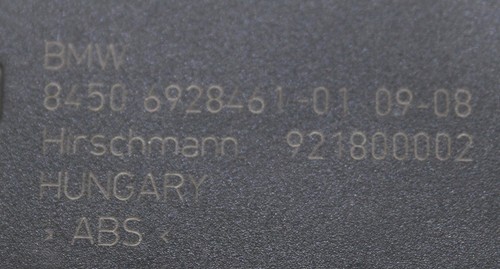 BMW
8450 6928461-01 09-08
Hirschmann 921800002
HUNGARY
> ABS <